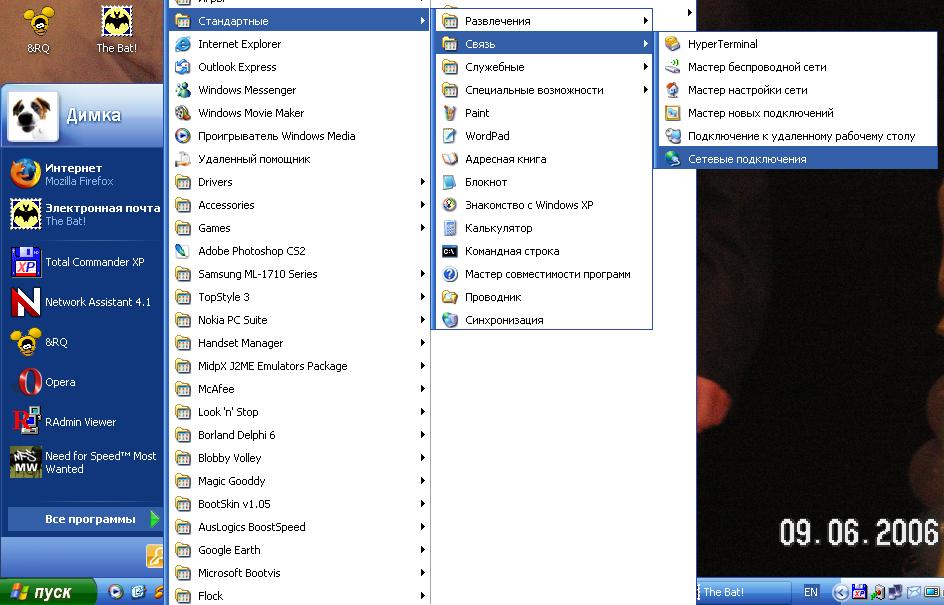 &RQ
The Bat!
Димка
Интернет
Mozilla Firefox
Электронная почта
The Bat!
Total Commander XP
Network Assistant 4.1
&RQ
Opera
RAdmin Viewer
Need for Speed™ Most
Wanted
Все программы
пуск
Игры
Стандартные
Internet Explorer
Outlook Express
Windows Messenger
Windows Movie Maker
Проигрыватель Windows Media
Удаленный помощник
Drivers
Accessories
Games
Adobe Photoshop CS2
Samsung ML-1710 Series
TopStyle 3
Nokia PC Suite
Handset Manager
MidpX J2ME Emulators Package
McAfee
Look 'n' Stop
Borland Delphi 6
Blobby Volley
Magic Gooddy
BootSkin v1.05
AusLogics BoostSpeed
Google Earth
Microsoft Bootvis
Flock
Развлечения
Связь
Служебные
Специальные возможности
Paint
WordPad
Адресная книга
Блокнот
Знакомство с Windows XP
Калькулятор
Командная строка
Мастер совместимости программ
Проводник
Синхронизация
HyperTerminal
Мастер беспроводной сети
Мастер настройки сети
Мастер новых подключений
Подключение к удаленному рабочему столу
Сетевые подключения
09.06.2006
The Bat!
EN